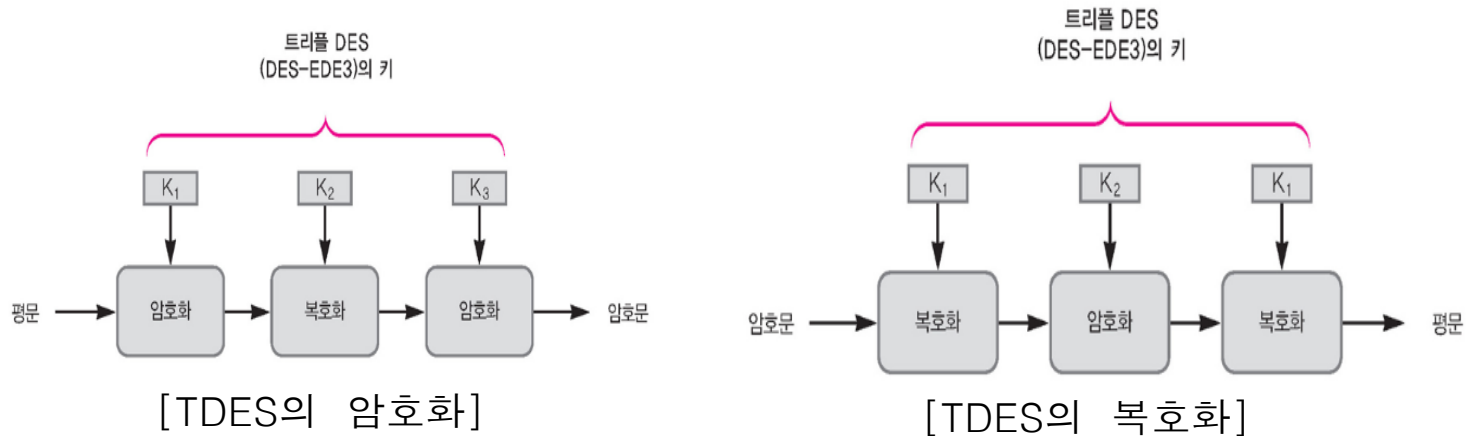 트리플 DES
(DES-EDE3)의 키
K₁ K₂ K₃
평문 암호화 복호화 암호화 암호문
[TDES의 암호화]
트리플 DES
(DES-EDE3)의 키
K₁ K₂ K₁
암호문 복호화 암호화 복호화 평문
[TDES의 복호화]